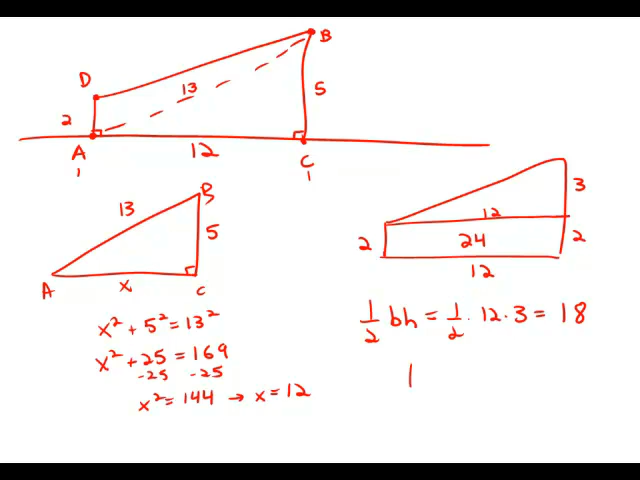 B
D
13
5
2
A
12
C
B
13
5
A
x
C
3
12
2
24
2
12
x² + 5² = 13²
x² + 25 = 169
-25 -25
x² = 144 → x = 12
1/2 bh = 1/2 · 12 · 3 = 18
1